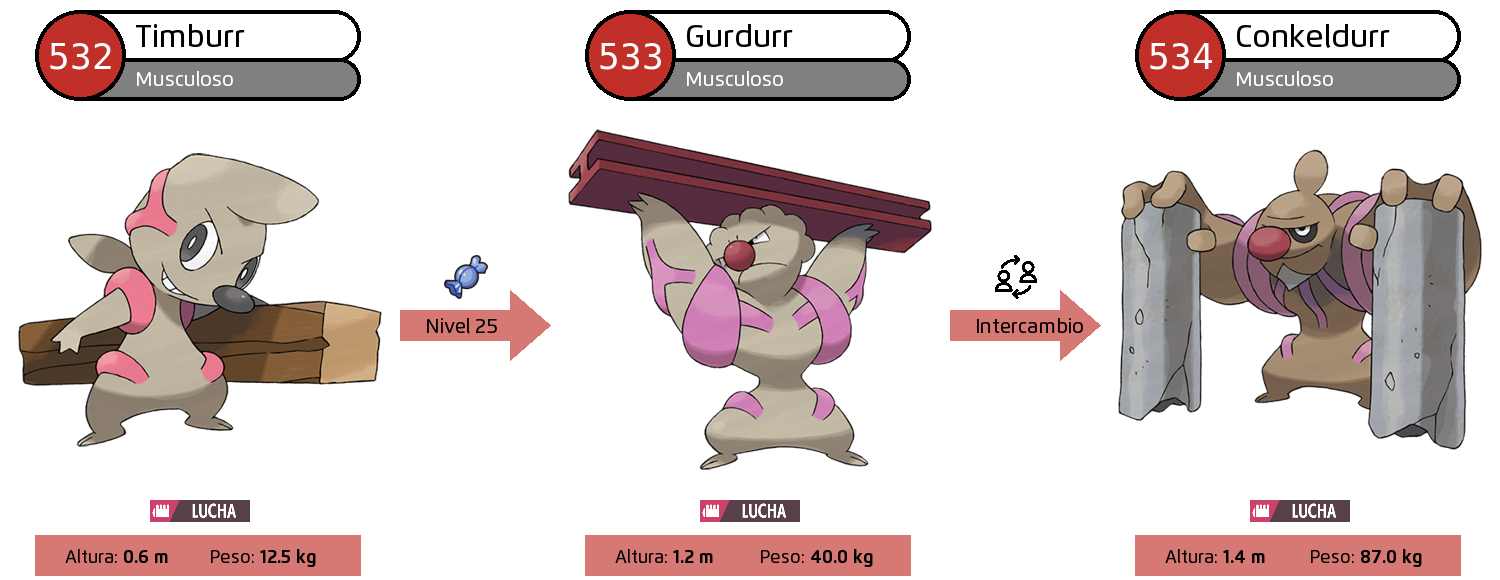 532 Timburr
Musculoso
533 Gurdurr
Musculoso
534 Conkeldurr
Musculoso
Nivel 25
Intercambio
LUCHA
LUCHA
LUCHA
Altura: 0.6 m Peso: 12.5 kg
Altura: 1.2 m Peso: 40.0 kg
Altura: 1.4 m Peso: 87.0 kg